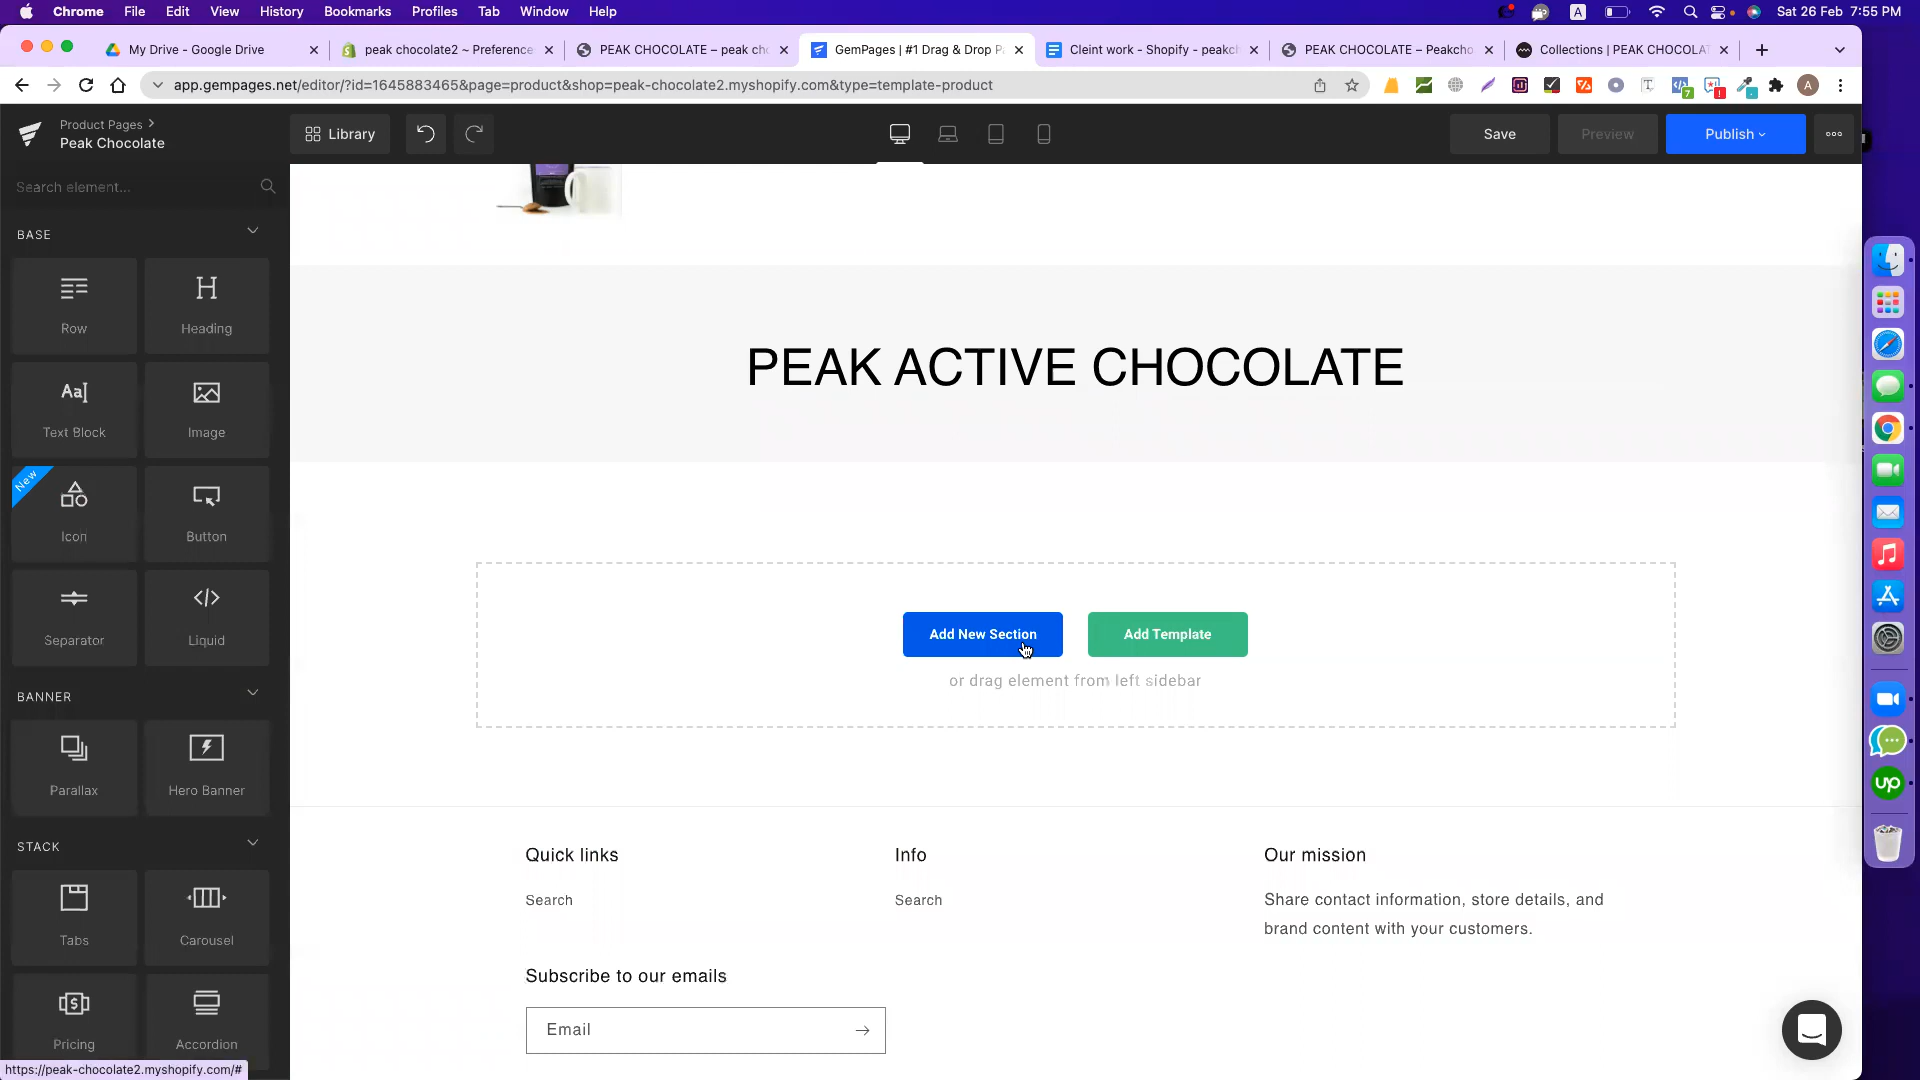 Chrome File Edit View History Bookmarks Profiles Tab Window Help
A
Sat 26 Feb 7:55 PM
My Drive - Google Drive
peak chocolate2 ~ Preference
PEAK CHOCOLATE – peak cho
GemPages | #1 Drag & Drop P
Cleint work - Shopify - peakch
PEAK CHOCOLATE – Peakcho
Collections | PEAK CHOCOLA
app.gempages.net/editor/?id=1645883465&page=product&shop=peak-chocolate2.myshopify.com&type=template-product
7
A
Product Pages
Peak Chocolate
Library
Save
Preview
Publish
Search element...
BASE
Row
Heading
Aa
Text Block
Image
New
Icon
Button
Separator
Liquid
BANNER
Parallax
Hero Banner
STACK
Tabs
Carousel
Pricing
Accordion
PEAK ACTIVE CHOCOLATE
Add New Section
Add Template
or drag element from left sidebar
Quick links
Info
Our mission
Search
Search
Share contact information, store details, and
brand content with your customers.
Subscribe to our emails
Email
up
https://peak-chocolate2.myshopify.com/#